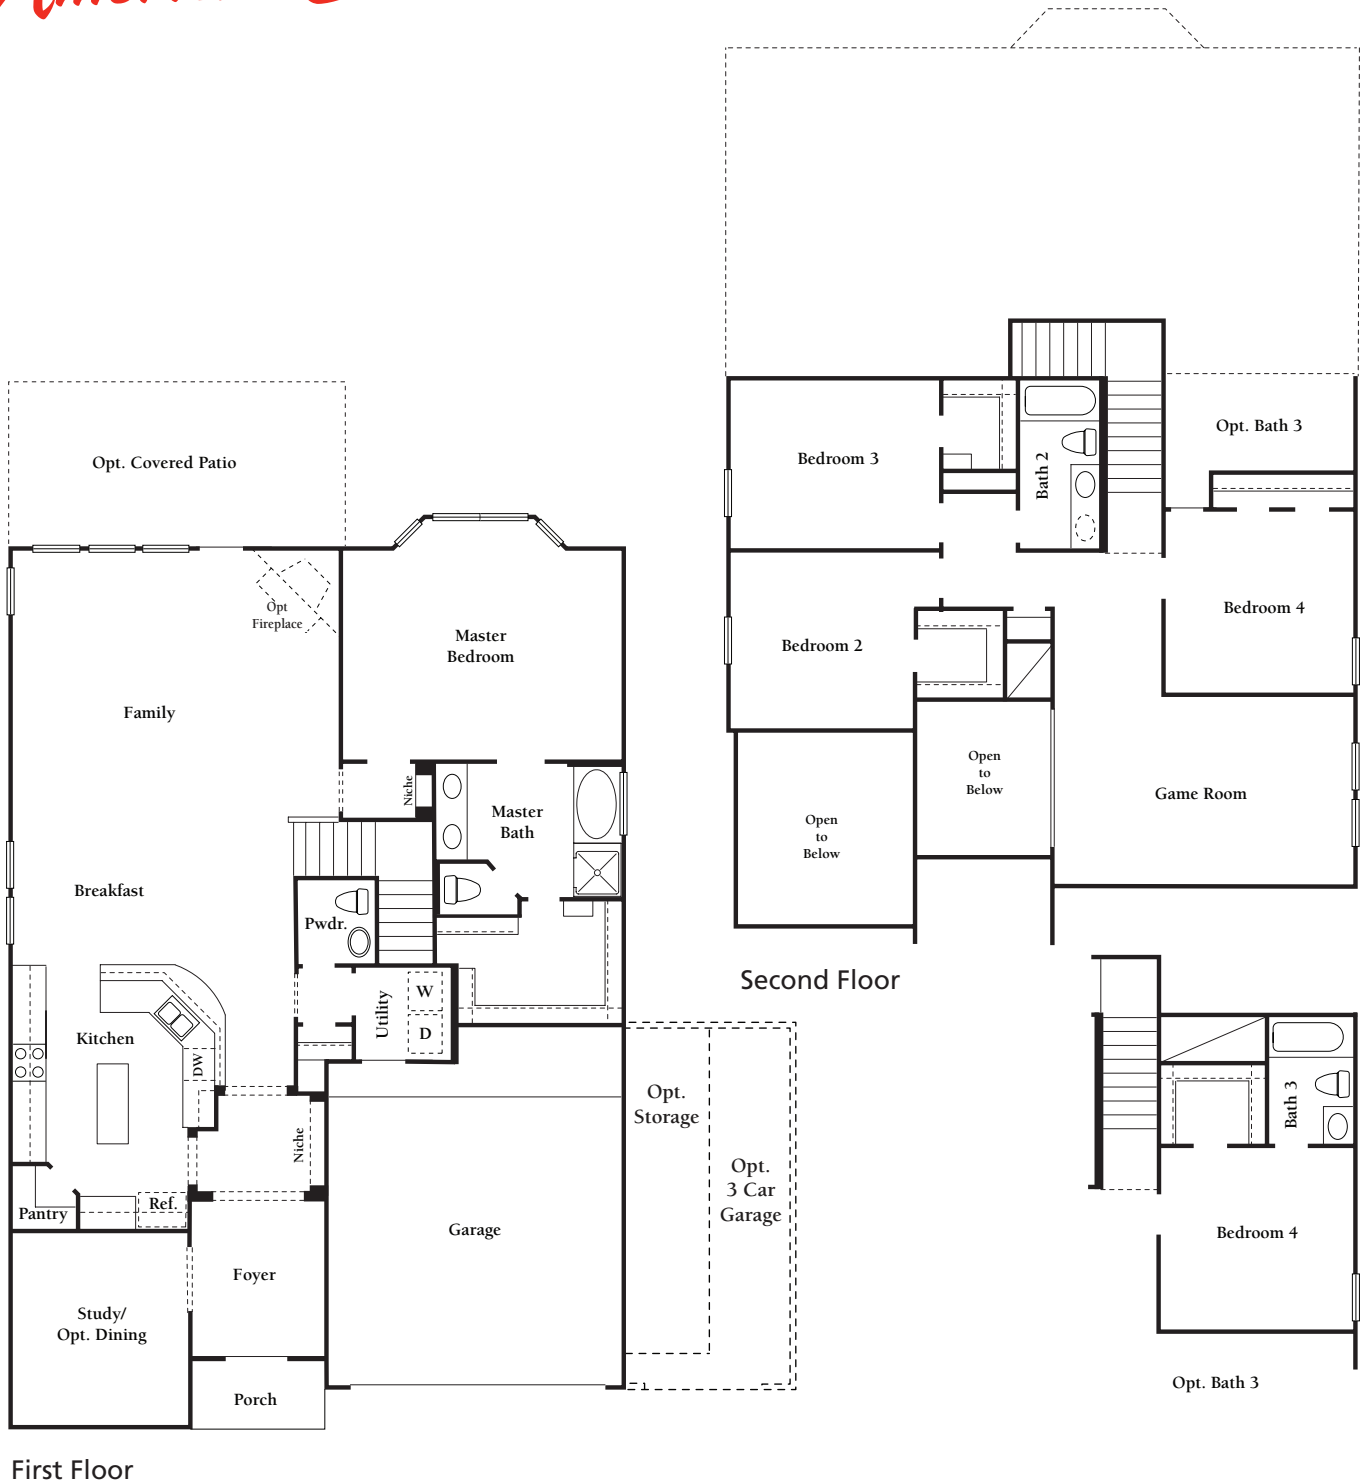 Opt. Covered Patio
Opt
Fireplace
Master
Bedroom
Family
Niche
Master
Bath
Breakfast
Pwdr.
W
Utility
D
Kitchen
DW
Niche
Pantry
Ref.
Garage
Foyer
Study/
Opt. Dining
Porch
Opt.
Storage
Opt.
3 Car
Garage
First Floor
Bedroom 3
Bath 2
Opt. Bath 3
Bedroom 4
Bedroom 2
Open
to
Below
Open
to
Below
Game Room
Second Floor
Bath 3
Bedroom 4
Opt. Bath 3